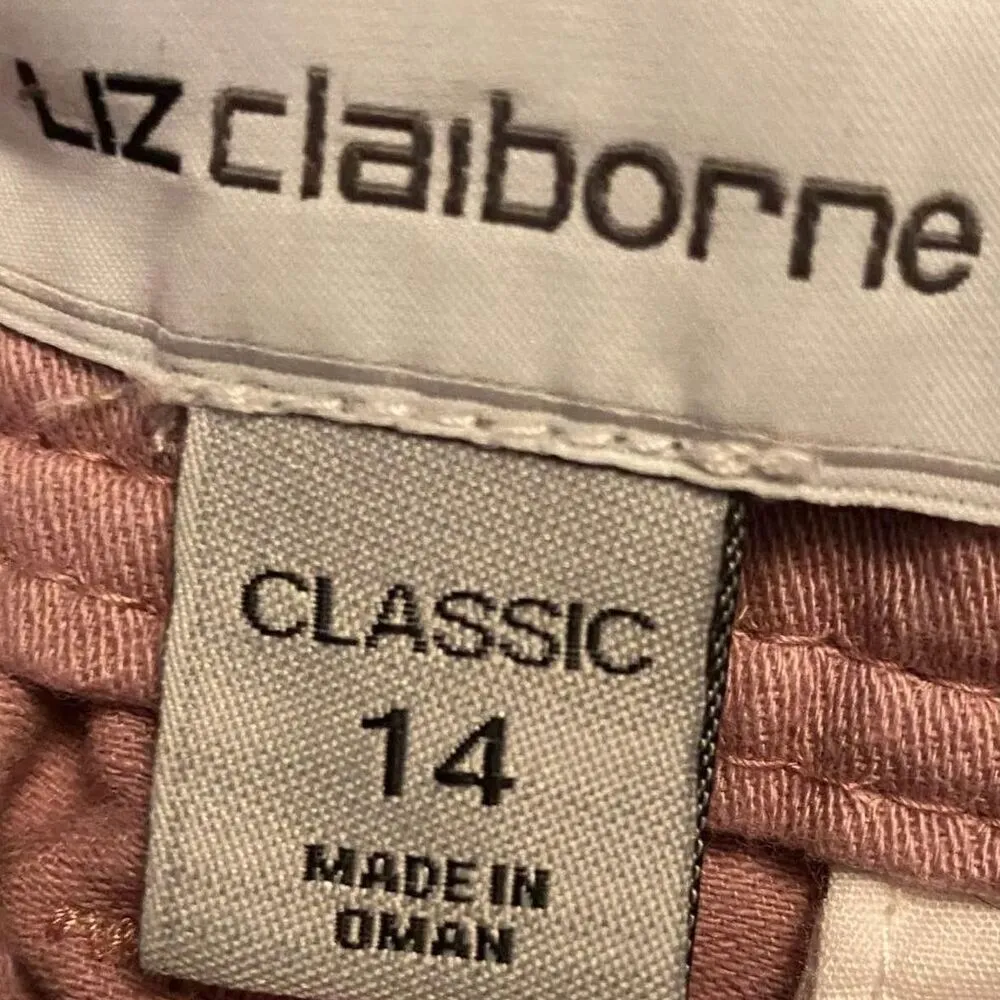 LIZ claiborne
CLASSIC
14
MADE IN
OMAN